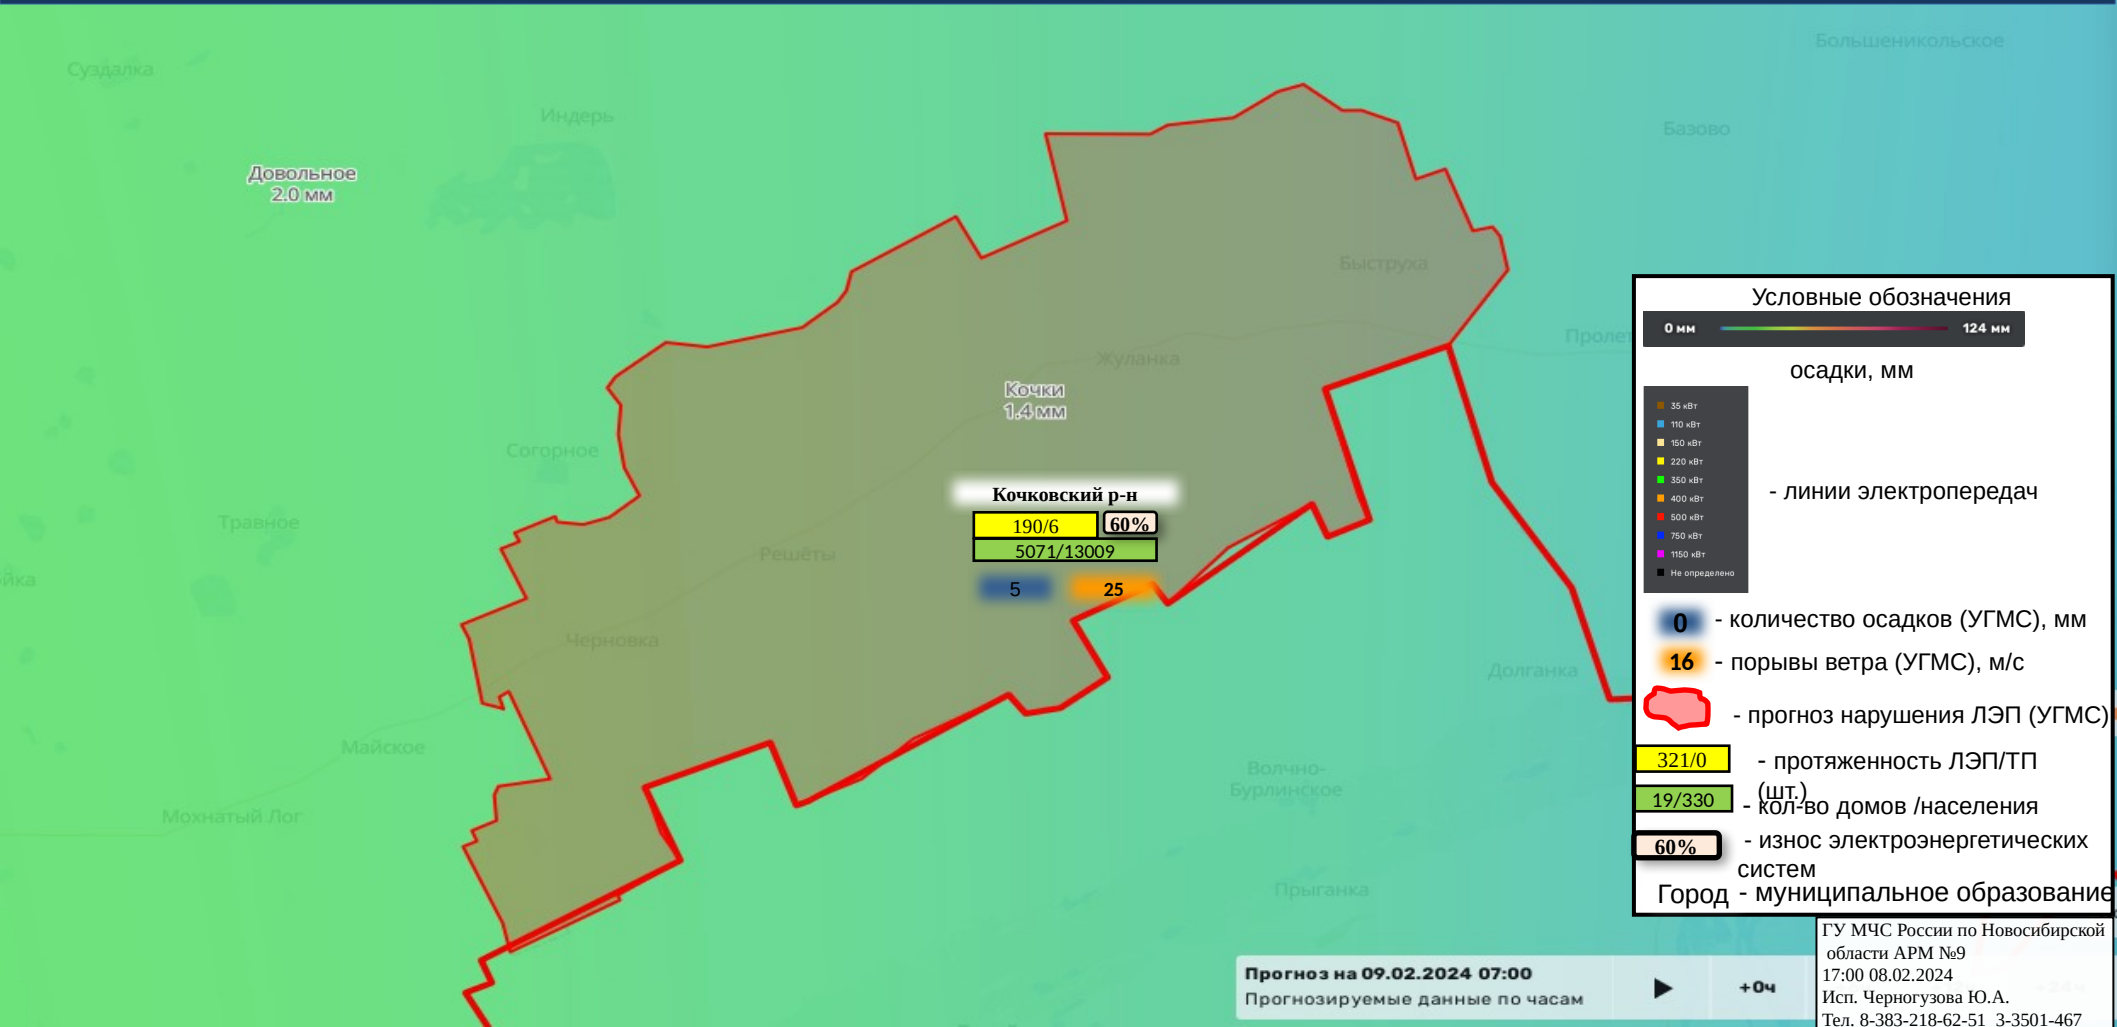 Большеникольское
Суздалка
Индерь
Базово
Довольное
2.0 мм
Быструха
Жуланка
Кочки
1.4 мм
Согорное
Травное
Решёты
Черновка
Майское
Мохнатый Лог
Долганка
Волчно-
Бурлинское
Прыганка
Кочковский р-н
190/6 60%
5071/13009
5 25
Условные обозначения
0 мм 124 мм
осадки, мм
35 кВт
110 кВт
150 кВт
220 кВт
350 кВт
400 кВт
500 кВт
750 кВт
1150 кВт
Не определено
- линии электропередач
0 - количество осадков (УГМС), мм
16 - порывы ветра (УГМС), м/с
- прогноз нарушения ЛЭП (УГМС)
321/0 - протяженность ЛЭП/ТП
(шт.)
19/330 - кол-во домов /населения
60% - износ электроэнергетических
систем
Город - муниципальное образование
Прогноз на 09.02.2024 07:00
Прогнозируемые данные по часам
+0ч
ГУ МЧС России по Новосибирской
области АРМ №9
17:00 08.02.2024
Исп. Черногузова Ю.А.
Тел. 8-383-218-62-51 3-3501-467